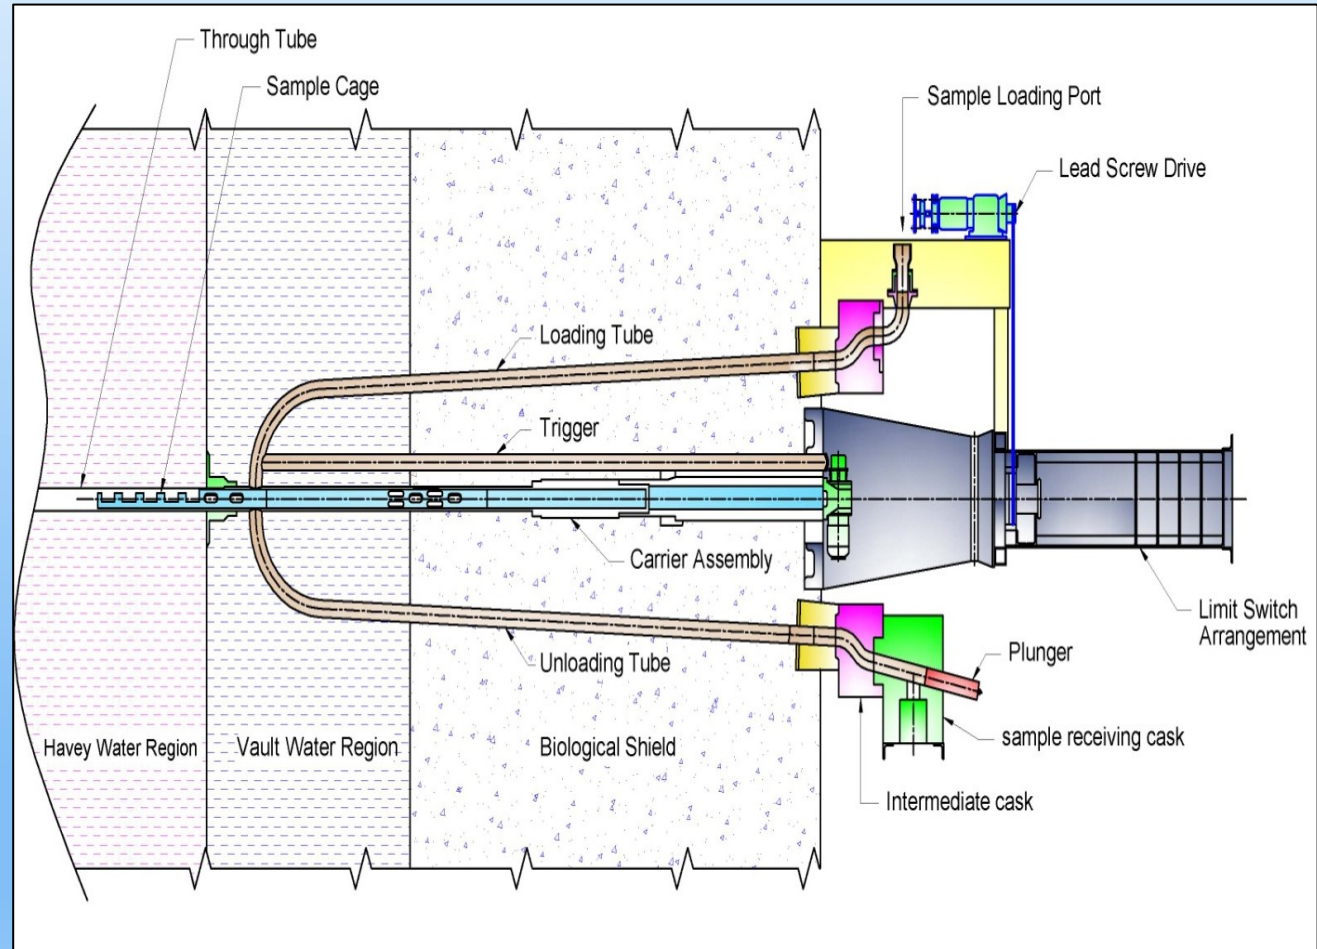 Through Tube
Sample Cage
Sample Loading Port
Lead Screw Drive
Loading Tube
Trigger
Carrier Assembly
Limit Switch
Arrangement
Unloading Tube
Plunger
Havey Water Region
Vault Water Region
Biological Shield
sample receiving cask
Intermediate cask